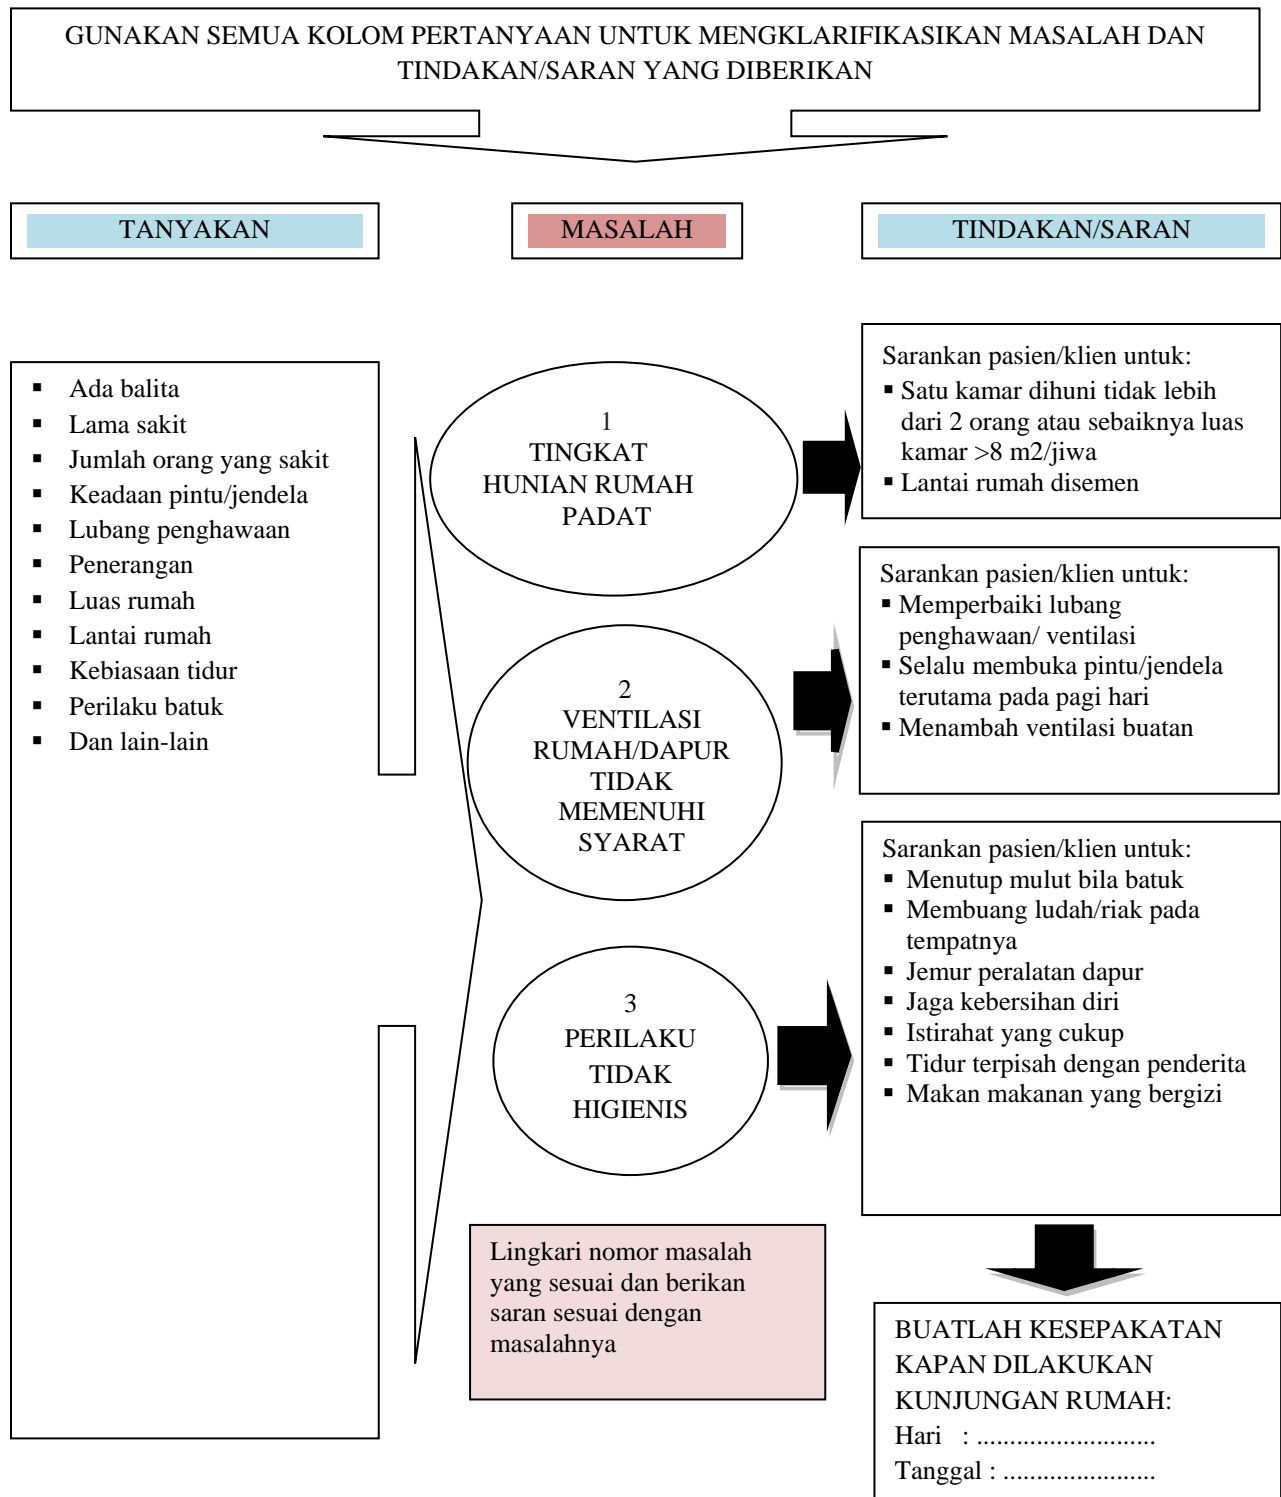 GUNAKAN SEMUA KOLOM PERTANYAAN UNTUK MENGKLARIFIKASIKAN MASALAH DAN
TINDAKAN/SARAN YANG DIBERIKAN
TANYAKAN
MASALAH
TINDAKAN/SARAN
▪ Ada balita
▪ Lama sakit
▪ Jumlah orang yang sakit
▪ Keadaan pintu/jendela
▪ Lubang penghawaan
▪ Penerangan
▪ Luas rumah
▪ Lantai rumah
▪ Kebiasaan tidur
▪ Perilaku batuk
▪ Dan lain-lain
1
TINGKAT
HUNIAN RUMAH
PADAT
Sarankan pasien/klien untuk:
▪ Satu kamar dihuni tidak lebih
dari 2 orang atau sebaiknya luas
kamar >8 m2/jiwa
▪ Lantai rumah disemen
2
VENTILASI
RUMAH/DAPUR
TIDAK
MEMENUHI
SYARAT
Sarankan pasien/klien untuk:
▪ Memperbaiki lubang
penghawaan/ ventilasi
▪ Selalu membuka pintu/jendela
terutama pada pagi hari
▪ Menambah ventilasi buatan
3
PERILAKU
TIDAK
HIGIENIS
Sarankan pasien/klien untuk:
▪ Menutup mulut bila batuk
▪ Membuang ludah/riak pada
tempatnya
▪ Jemur peralatan dapur
▪ Jaga kebersihan diri
▪ Istirahat yang cukup
▪ Tidur terpisah dengan penderita
▪ Makan makanan yang bergizi
Lingkari nomor masalah
yang sesuai dan berikan
saran sesuai dengan
masalahnya
BUATLAH KESEPAKATAN
KAPAN DILAKUKAN
KUNJUNGAN RUMAH:
Hari : ...........................
Tanggal : .......................